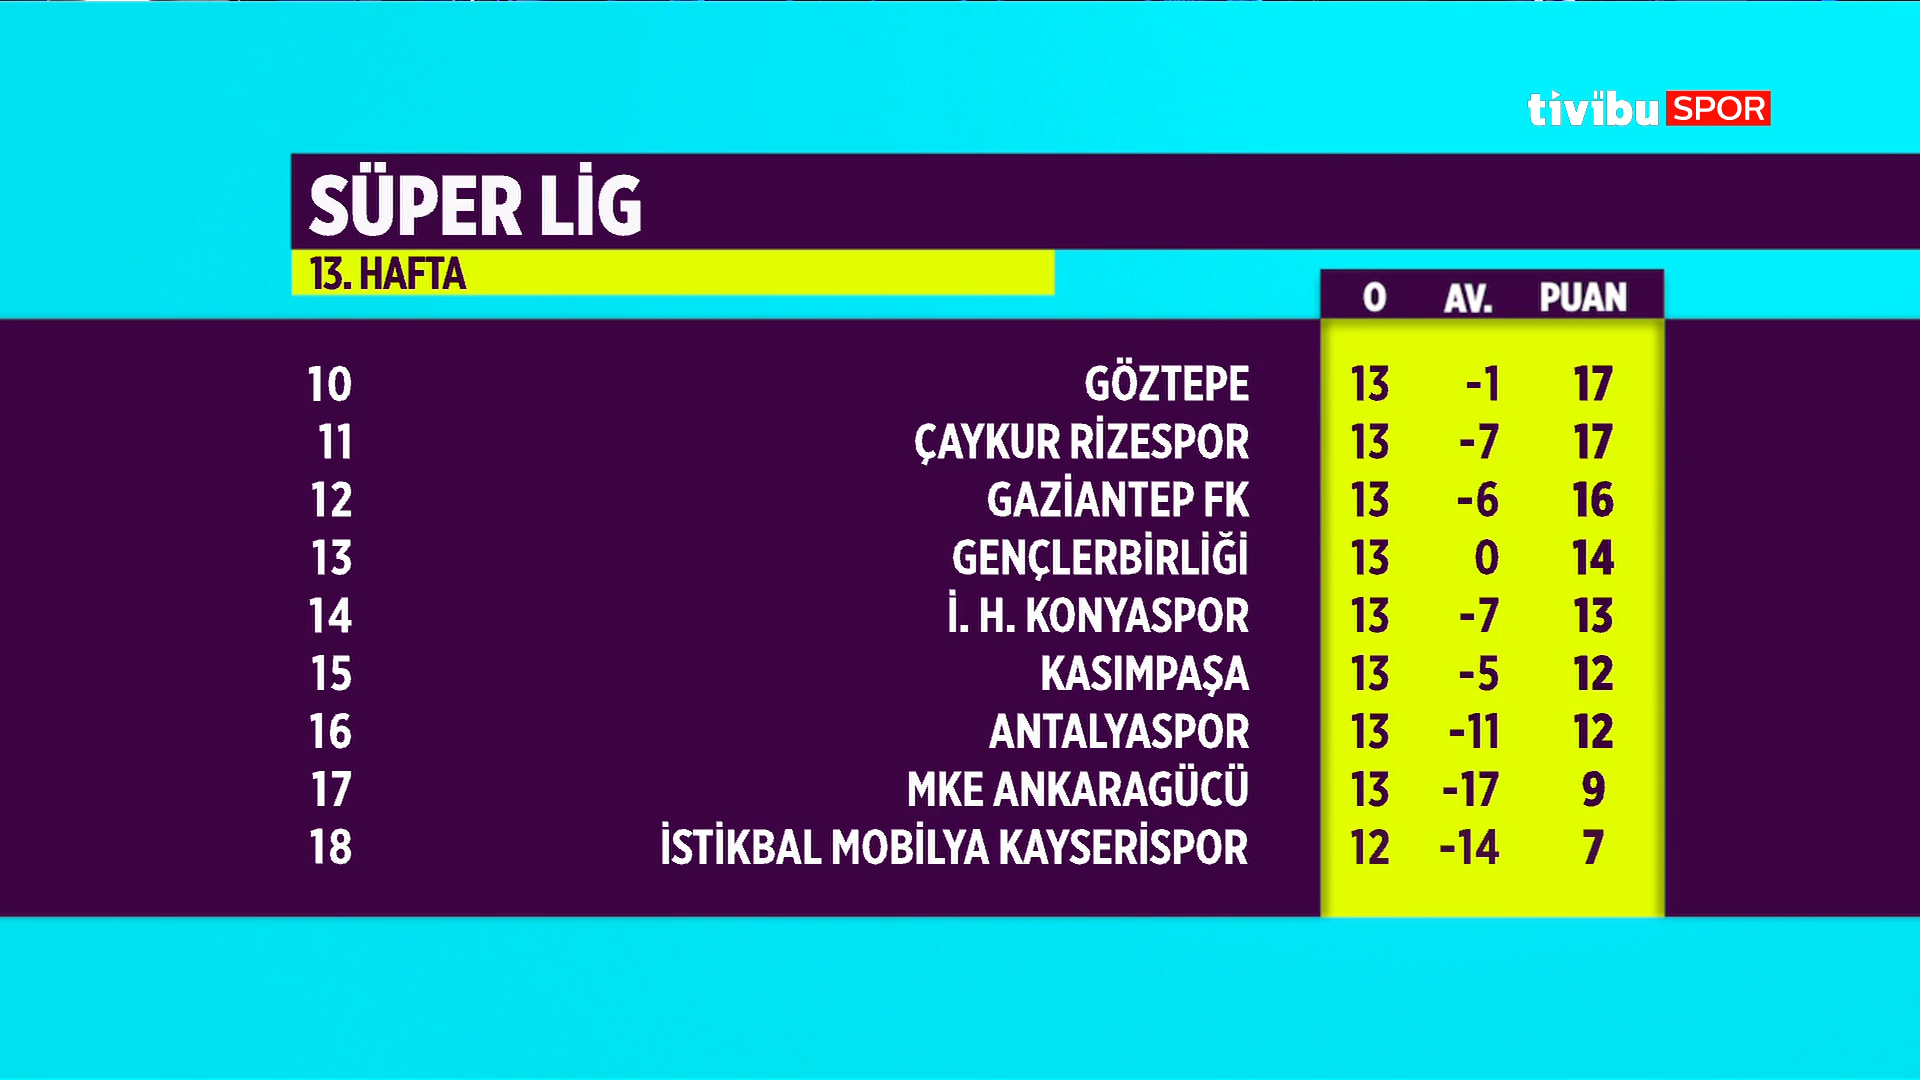 tivibu SPOR
SÜPER LİG
13. HAFTA
O AV. PUAN
10 GÖZTEPE 13 -1 17
11 ÇAYKUR RİZESPOR 13 -7 17
12 GAZİANTEP FK 13 -6 16
13 GENÇLERBİRLİĞİ 13 0 14
14 İ. H. KONYASPOR 13 -7 13
15 KASIMPAŞA 13 -5 12
16 ANTALYASPOR 13 -11 12
17 MKE ANKARAGÜCÜ 13 -17 9
18 İSTİKBAL MOBİLYA KAYSERİSPOR 12 -14 7